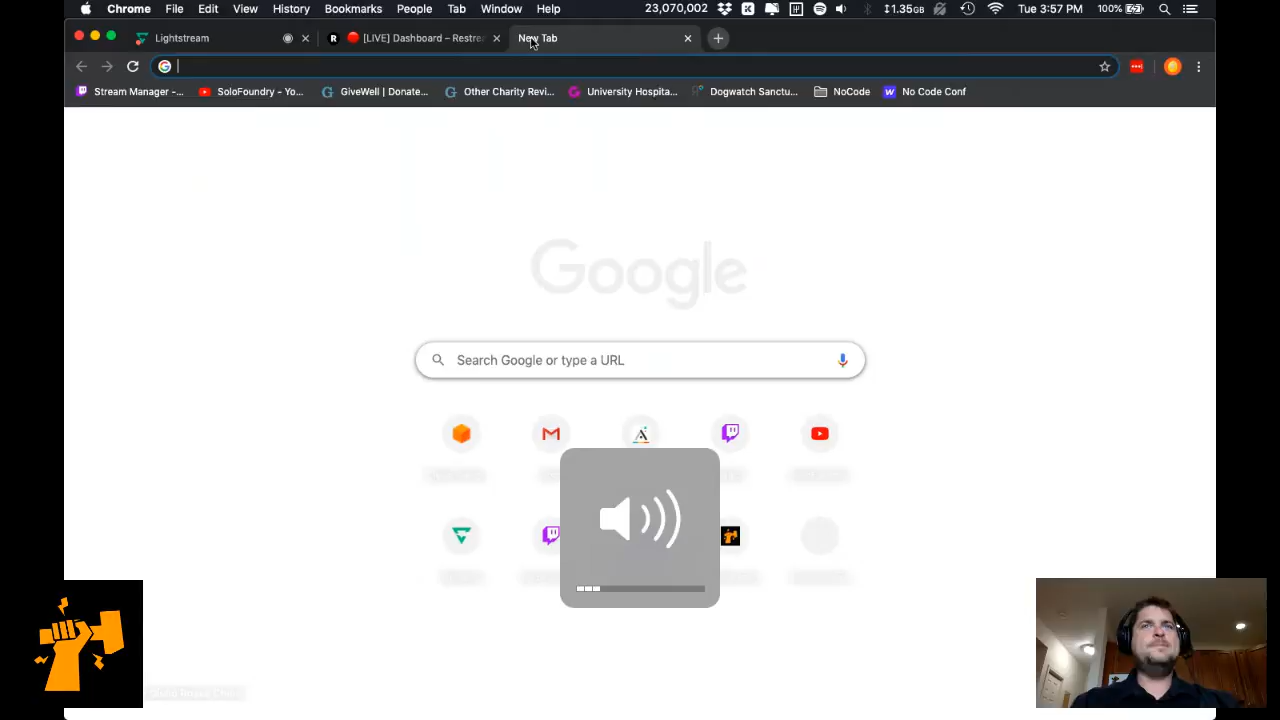 Chrome File Edit View History Bookmarks People Tab Window Help 23,070,002 1.35GB Tue 3:57 PM 100%
Lightstream [LIVE] Dashboard – Restrea New Tab
Stream Manager -... SoloFoundry - Yo... GiveWell | Donate... Other Charity Revi... University Hospita... Dogwatch Sanctu... NoCode No Code Conf
Google
Search Google or type a URL